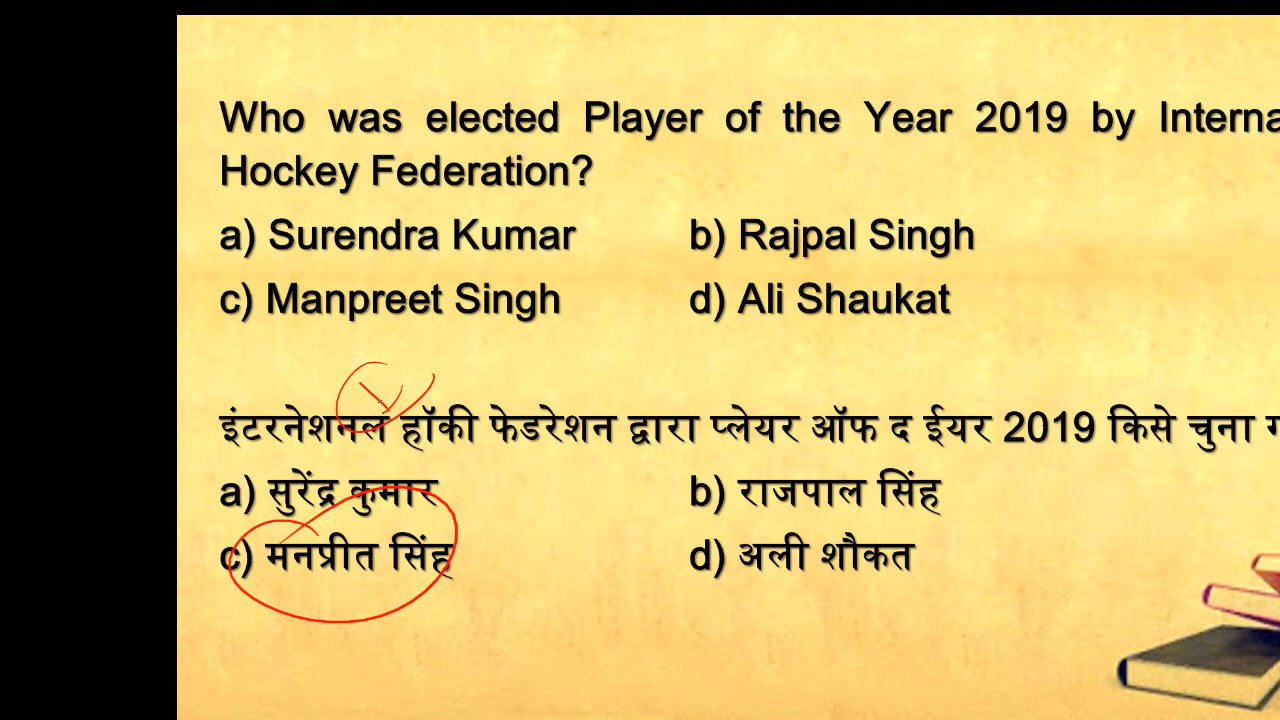 Who was elected Player of the Year 2019 by Interna
Hockey Federation?
a) Surendra Kumar b) Rajpal Singh
c) Manpreet Singh d) Ali Shaukat
इंटरनेशनल हॉकी फेडरेशन द्वारा प्लेयर ऑफ द ईयर 2019 किसे चुना ग
a) सुरेंद्र कुमार b) राजपाल सिंह
c) मनप्रीत सिंह d) अली शौकत